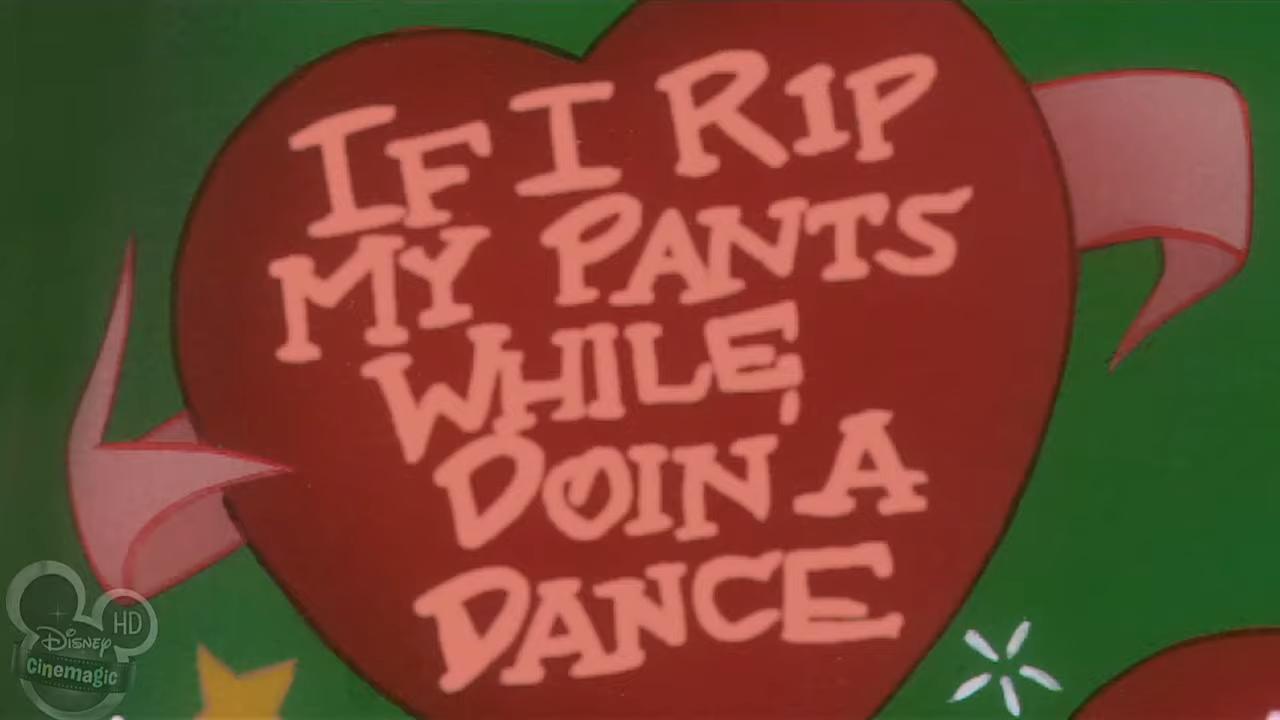 IF I RIP
MY PANTS
WHILE
DOIN' A
DANCE
DISNEY HD
Cinemagic